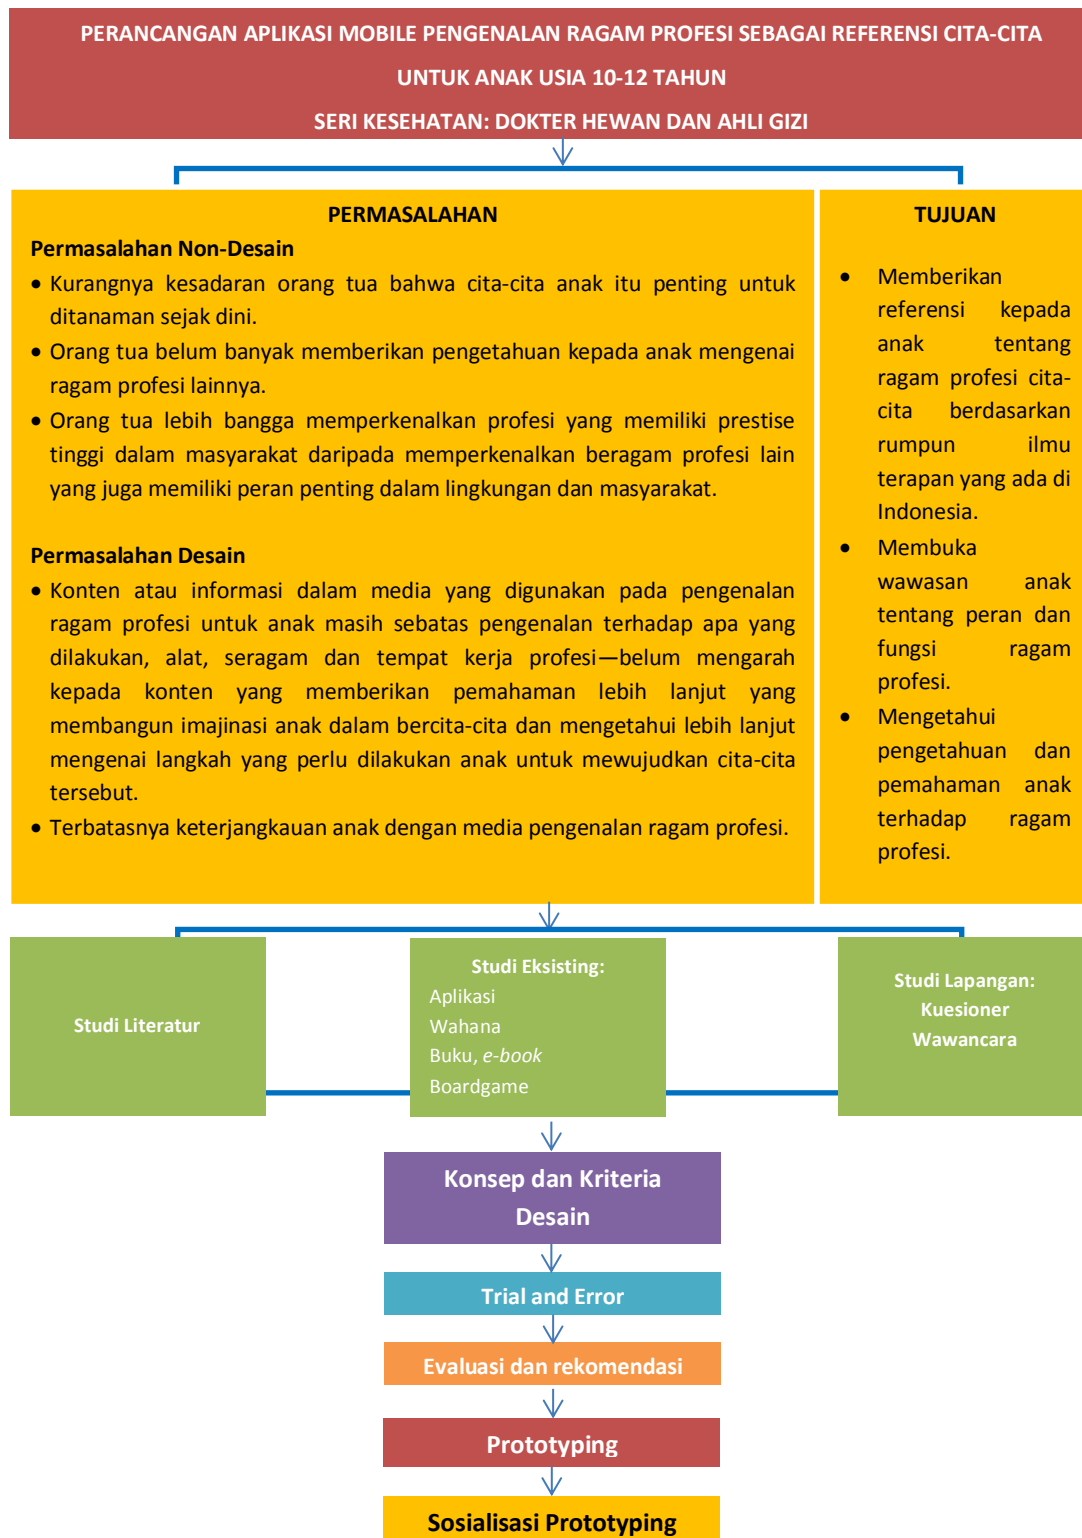 PERANCANGAN APLIKASI MOBILE PENGENALAN RAGAM PROFESI SEBAGAI REFERENSI CITA-CITA
UNTUK ANAK USIA 10-12 TAHUN
SERI KESEHATAN: DOKTER HEWAN DAN AHLI GIZI
PERMASALAHAN
Permasalahan Non-Desain
• Kurangnya kesadaran orang tua bahwa cita-cita anak itu penting untuk
ditanaman sejak dini.
• Orang tua belum banyak memberikan pengetahuan kepada anak mengenai
ragam profesi lainnya.
• Orang tua lebih bangga memperkenalkan profesi yang memiliki prestise
tinggi dalam masyarakat daripada memperkenalkan beragam profesi lain
yang juga memiliki peran penting dalam lingkungan dan masyarakat.
Permasalahan Desain
• Konten atau informasi dalam media yang digunakan pada pengenalan
ragam profesi untuk anak masih sebatas pengenalan terhadap apa yang
dilakukan, alat, seragam dan tempat kerja profesi—belum mengarah
kepada konten yang memberikan pemahaman lebih lanjut yang
membangun imajinasi anak dalam bercita-cita dan mengetahui lebih lanjut
mengenai langkah yang perlu dilakukan anak untuk mewujudkan cita-cita
tersebut.
• Terbatasnya keterjangkauan anak dengan media pengenalan ragam profesi.
TUJUAN
• Memberikan
referensi kepada
anak tentang
ragam profesi cita-
cita berdasarkan
rumpun ilmu
terapan yang ada di
Indonesia.
• Membuka
wawasan anak
tentang peran dan
fungsi ragam
profesi.
• Mengetahui
pengetahuan dan
pemahaman anak
terhadap ragam
profesi.
Studi Literatur
Studi Eksisting:
Aplikasi
Wahana
Buku, e-book
Boardgame
Studi Lapangan:
Kuesioner
Wawancara
Konsep dan Kriteria
Desain
Trial and Error
Evaluasi dan rekomendasi
Prototyping
Sosialisasi Prototyping